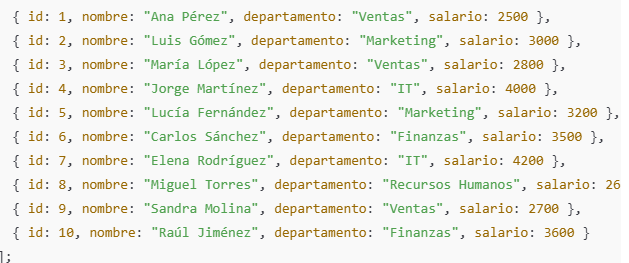 { id: 1, nombre: "Ana Pérez", departamento: "Ventas", salario: 2500 },
{ id: 2, nombre: "Luis Gómez", departamento: "Marketing", salario: 3000 },
{ id: 3, nombre: "María López", departamento: "Ventas", salario: 2800 },
{ id: 4, nombre: "Jorge Martínez", departamento: "IT", salario: 4000 },
{ id: 5, nombre: "Lucía Fernández", departamento: "Marketing", salario: 3200 },
{ id: 6, nombre: "Carlos Sánchez", departamento: "Finanzas", salario: 3500 },
{ id: 7, nombre: "Elena Rodríguez", departamento: "IT", salario: 4200 },
{ id: 8, nombre: "Miguel Torres", departamento: "Recursos Humanos", salario: 26
{ id: 9, nombre: "Sandra Molina", departamento: "Ventas", salario: 2700 },
{ id: 10, nombre: "Raúl Jiménez", departamento: "Finanzas", salario: 3600 }
];